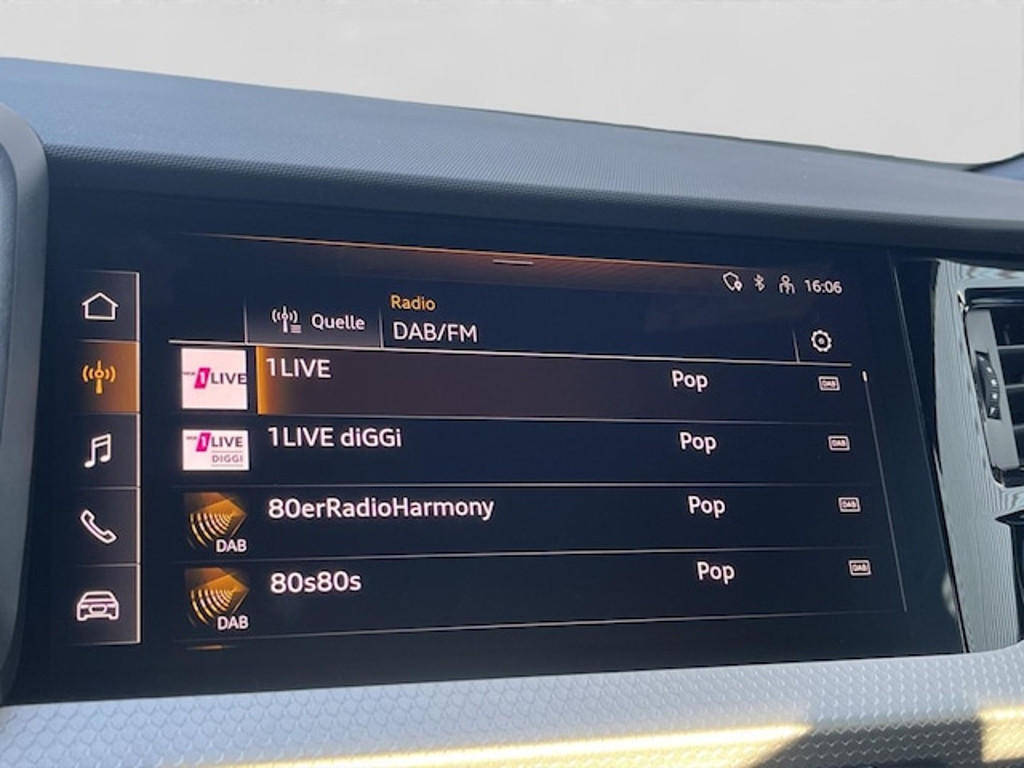 16:06
Radio
Quelle
DAB/FM
1LIVE
1LIVE Pop DAB
1LIVE
DIGGI
1LIVE diGGi Pop DAB
DAB
80erRadioHarmony Pop DAB
DAB
80s80s Pop DAB